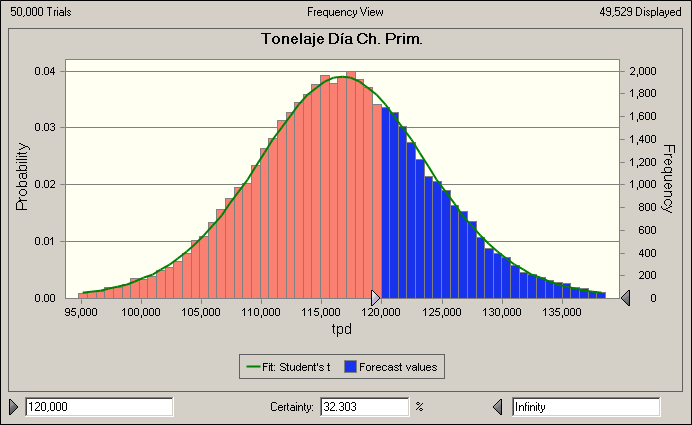 50,000 Trials
Frequency View
49,529 Displayed
Tonelaje Día Ch. Prim.
Probability
0.04
0.03
0.02
0.01
0.00
2,000
1,800
1,600
1,400
1,200
1,000
800
600
400
200
0
Frequency
95,000
100,000
105,000
110,000
115,000
120,000
125,000
130,000
135,000
tpd
Fit: Student's t
Forecast values
120,000
Certainty:
32.303
%
Infinity